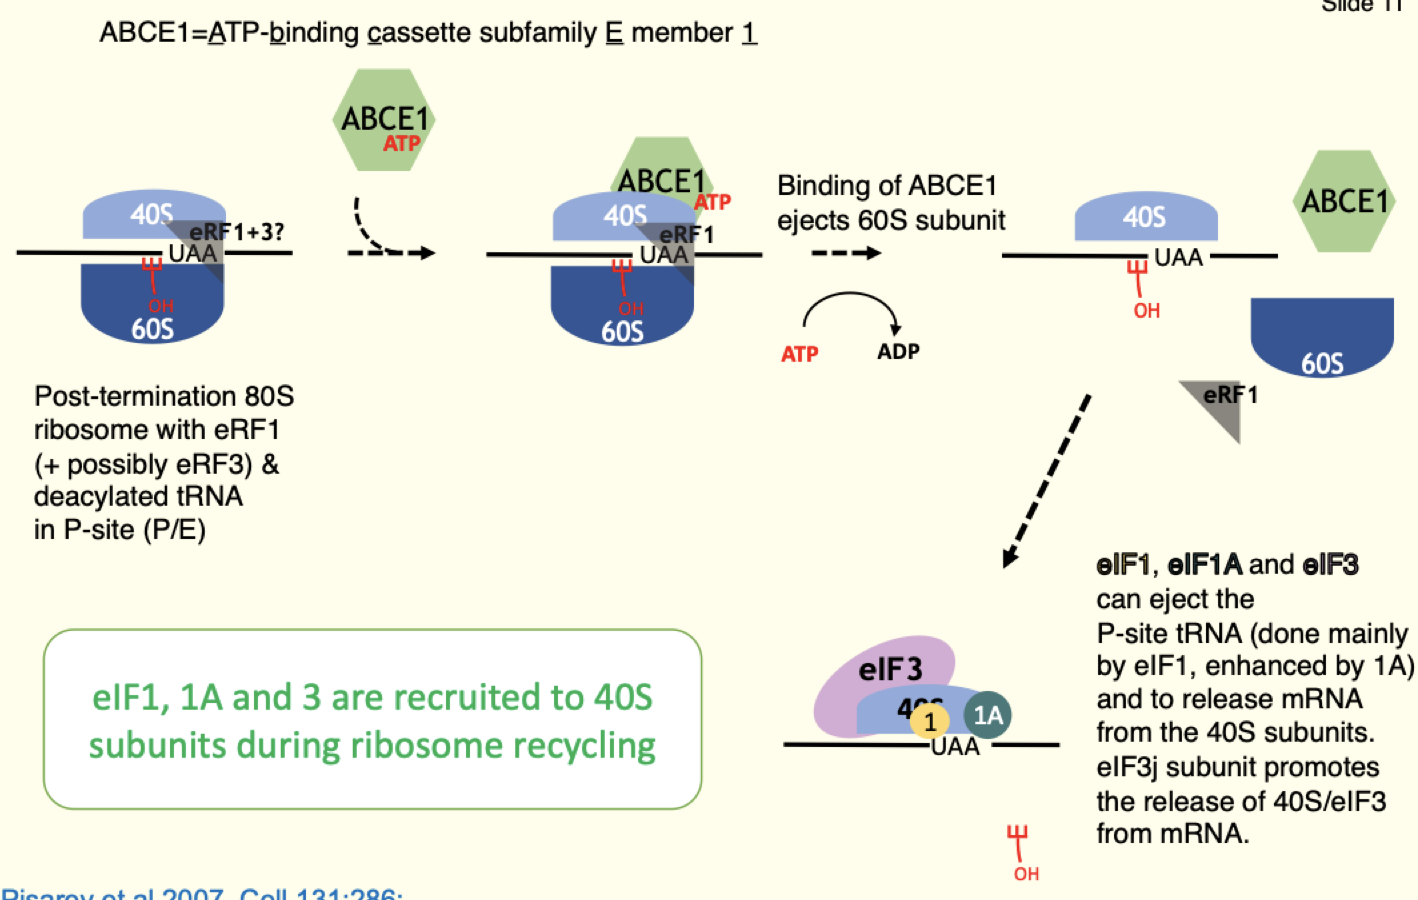 Slide 11
ABCE1=ATP-binding cassette subfamily E member 1
ABCE1
ATP
40S
eRF1+3?
UAA
OH
60S
ABCE1
ATP
40S
eRF1
UAA
OH
60S
Binding of ABCE1
ejects 60S subunit
ATP
ADP
40S
UAA
OH
ABCE1
60S
eRF1
Post-termination 80S
ribosome with eRF1
(+ possibly eRF3) &
deacylated tRNA
in P-site (P/E)
eIF1, 1A and 3 are recruited to 40S
subunits during ribosome recycling
eIF3
40S
1
1A
UAA
OH
eIF1, eIF1A and eIF3
can eject the
P-site tRNA (done mainly
by eIF1, enhanced by 1A)
and to release mRNA
from the 40S subunits.
eIF3j subunit promotes
the release of 40S/eIF3
from mRNA.
Pisarev et al 2007, Cell 131:286;